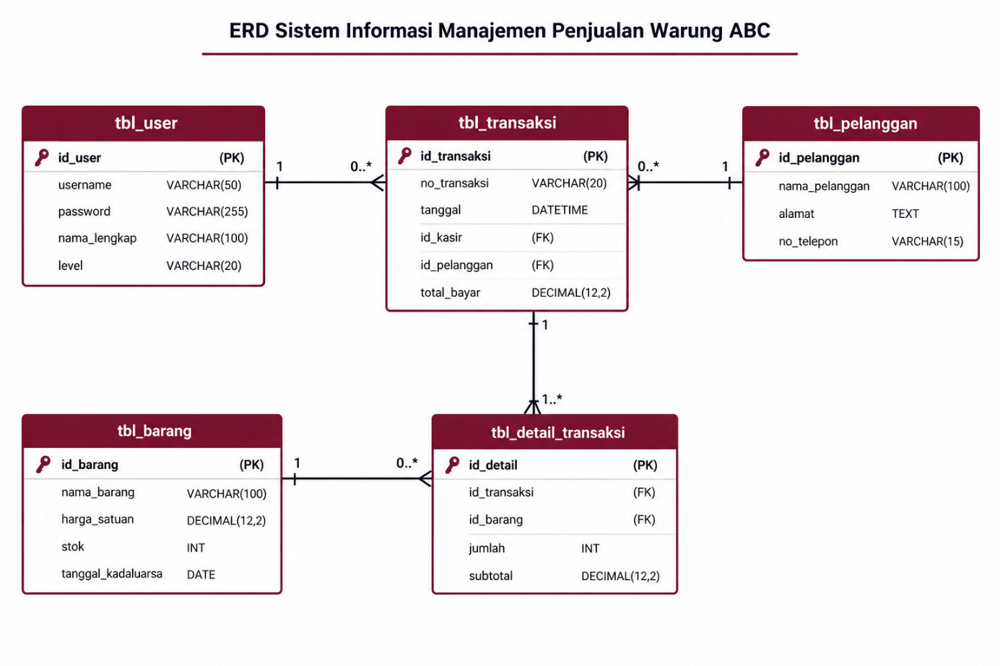 ERD Sistem Informasi Manajemen Penjualan Warung ABC
tbl_user
id_user (PK)
username VARCHAR(50)
password VARCHAR(255)
nama_lengkap VARCHAR(100)
level VARCHAR(20)
1 0..*
tbl_transaksi
id_transaksi (PK)
no_transaksi VARCHAR(20)
tanggal DATETIME
id_kasir (FK)
id_pelanggan (FK)
total_bayar DECIMAL(12,2)
0..* 1
tbl_pelanggan
id_pelanggan (PK)
nama_pelanggan VARCHAR(100)
alamat TEXT
no_telepon VARCHAR(15)
1
1..*
tbl_barang
id_barang (PK)
nama_barang VARCHAR(100)
harga_satuan DECIMAL(12,2)
stok INT
tanggal_kadaluarsa DATE
1 0..*
tbl_detail_transaksi
id_detail (PK)
id_transaksi (FK)
id_barang (FK)
jumlah INT
subtotal DECIMAL(12,2)